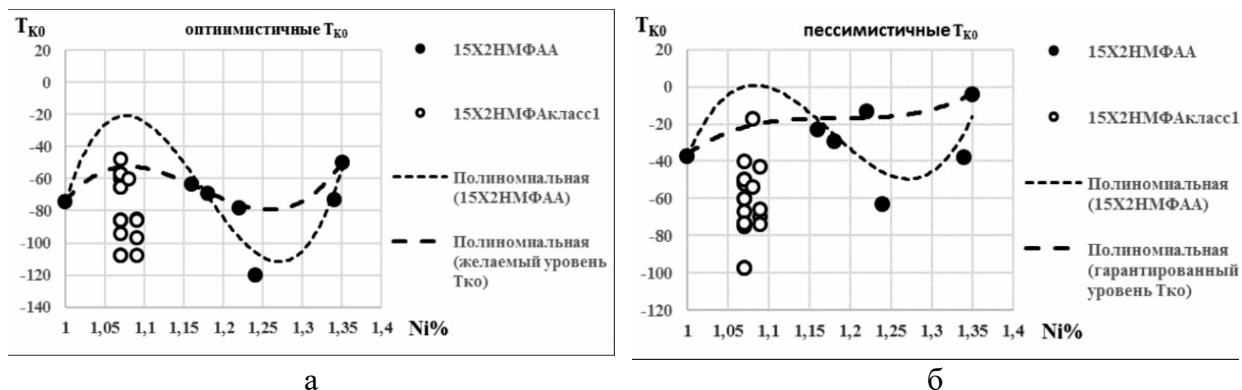 T_K0
оптиимистичные T_K0
20
0
-20
-40
-60
-80
-100
-120
-140
1 1,05 1,1 1,15 1,2 1,25 1,3 1,35 1,4
Ni%
15Х2НМФАА
15Х2НМФАкласс1
Полиномиальная
(15Х2НМФАА)
Полиномиальная
(желаемый уровень
Тко)
а
T_K0
пессимистичные T_K0
20
0
-20
-40
-60
-80
-100
-120
1 1,05 1,1 1,15 1,2 1,25 1,3 1,35 1,4
Ni%
15Х2НМФАА
15Х2НМФАкласс1
Полиномиальная
(15Х2НМФАА)
Полиномиальная
(гарантированный
уровень Тко)
б